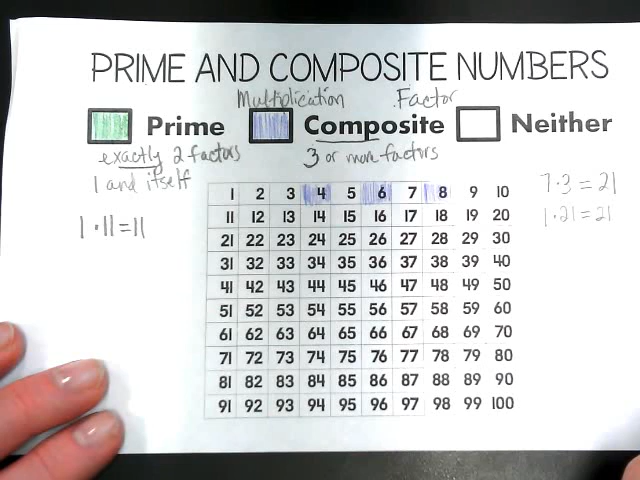 PRIME AND COMPOSITE NUMBERS
Multiplication Factor
Prime Composite Neither
exactly 2 factors 3 or more factors
1 and itself
1 · 11 = 11
7 · 3 = 21
1 · 21 = 21
1 2 3 4 5 6 7 8 9 10
11 12 13 14 15 16 17 18 19 20
21 22 23 24 25 26 27 28 29 30
31 32 33 34 35 36 37 38 39 40
41 42 43 44 45 46 47 48 49 50
51 52 53 54 55 56 57 58 59 60
61 62 63 64 65 66 67 68 69 70
71 72 73 74 75 76 77 78 79 80
81 82 83 84 85 86 87 88 89 90
91 92 93 94 95 96 97 98 99 100